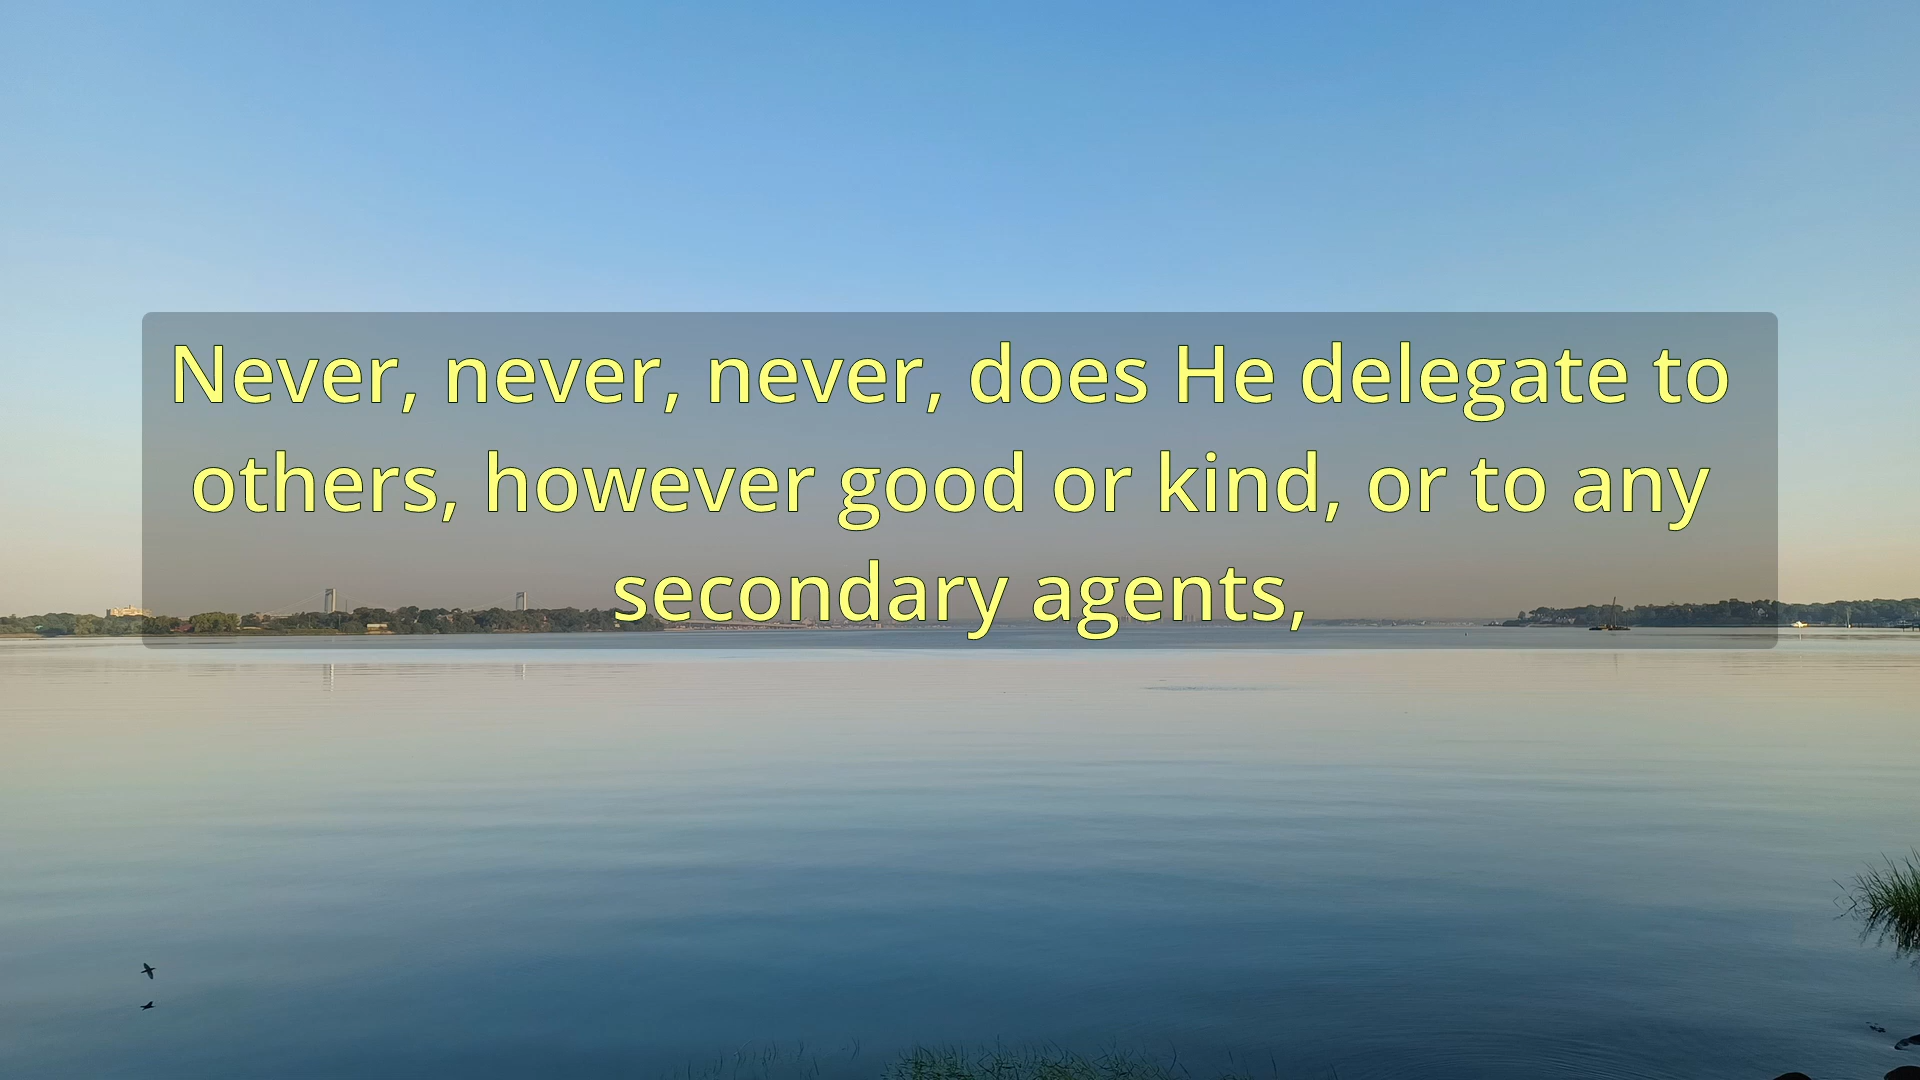 Never, never, never, does He delegate to
others, however good or kind, or to any
secondary agents,